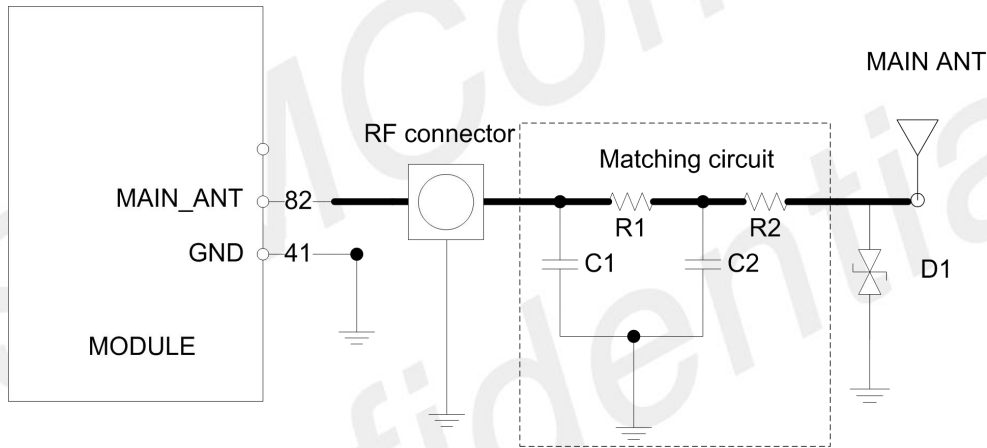 MAIN ANT
RF connector
Matching circuit
MAIN_ANT
82
R1
R2
GND
41
C1
C2
D1
MODULE